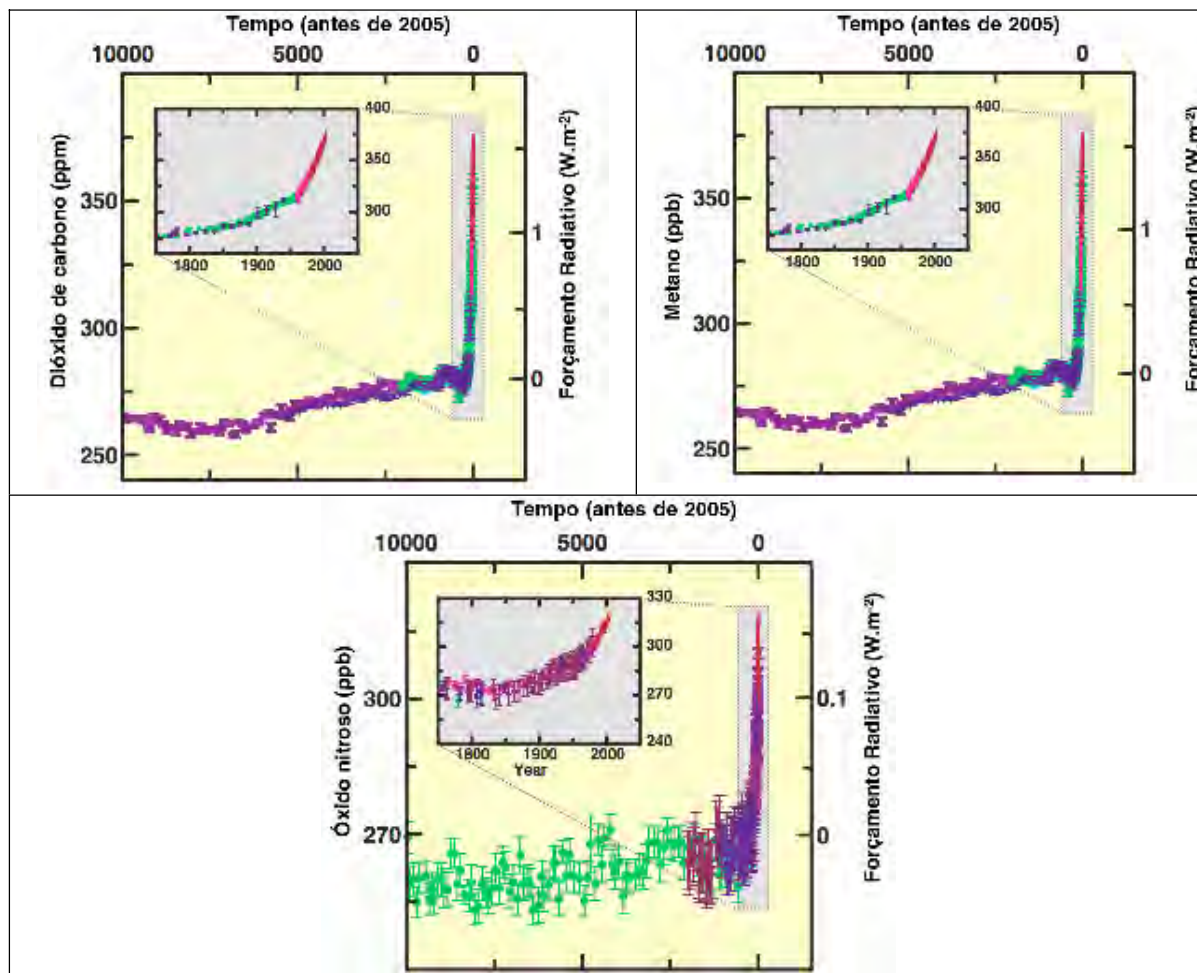 Tempo (antes de 2005)
10000 5000 0
Dióxido de carbono (ppm)
350
300
250
400
350
300
1800 1900 2000
1
0
Forçamento Radiativo (W.m⁻²)
Tempo (antes de 2005)
10000 5000 0
Metano (ppb)
350
300
250
400
350
300
1800 1900 2000
1
0
Forçamento Radiativo (W.m⁻²)
Tempo (antes de 2005)
10000 5000 0
Óxido nitroso (ppb)
300
270
330
300
270
240
1800 1900 2000
Year
0.1
0
Forçamento Radiativo (W.m⁻²)